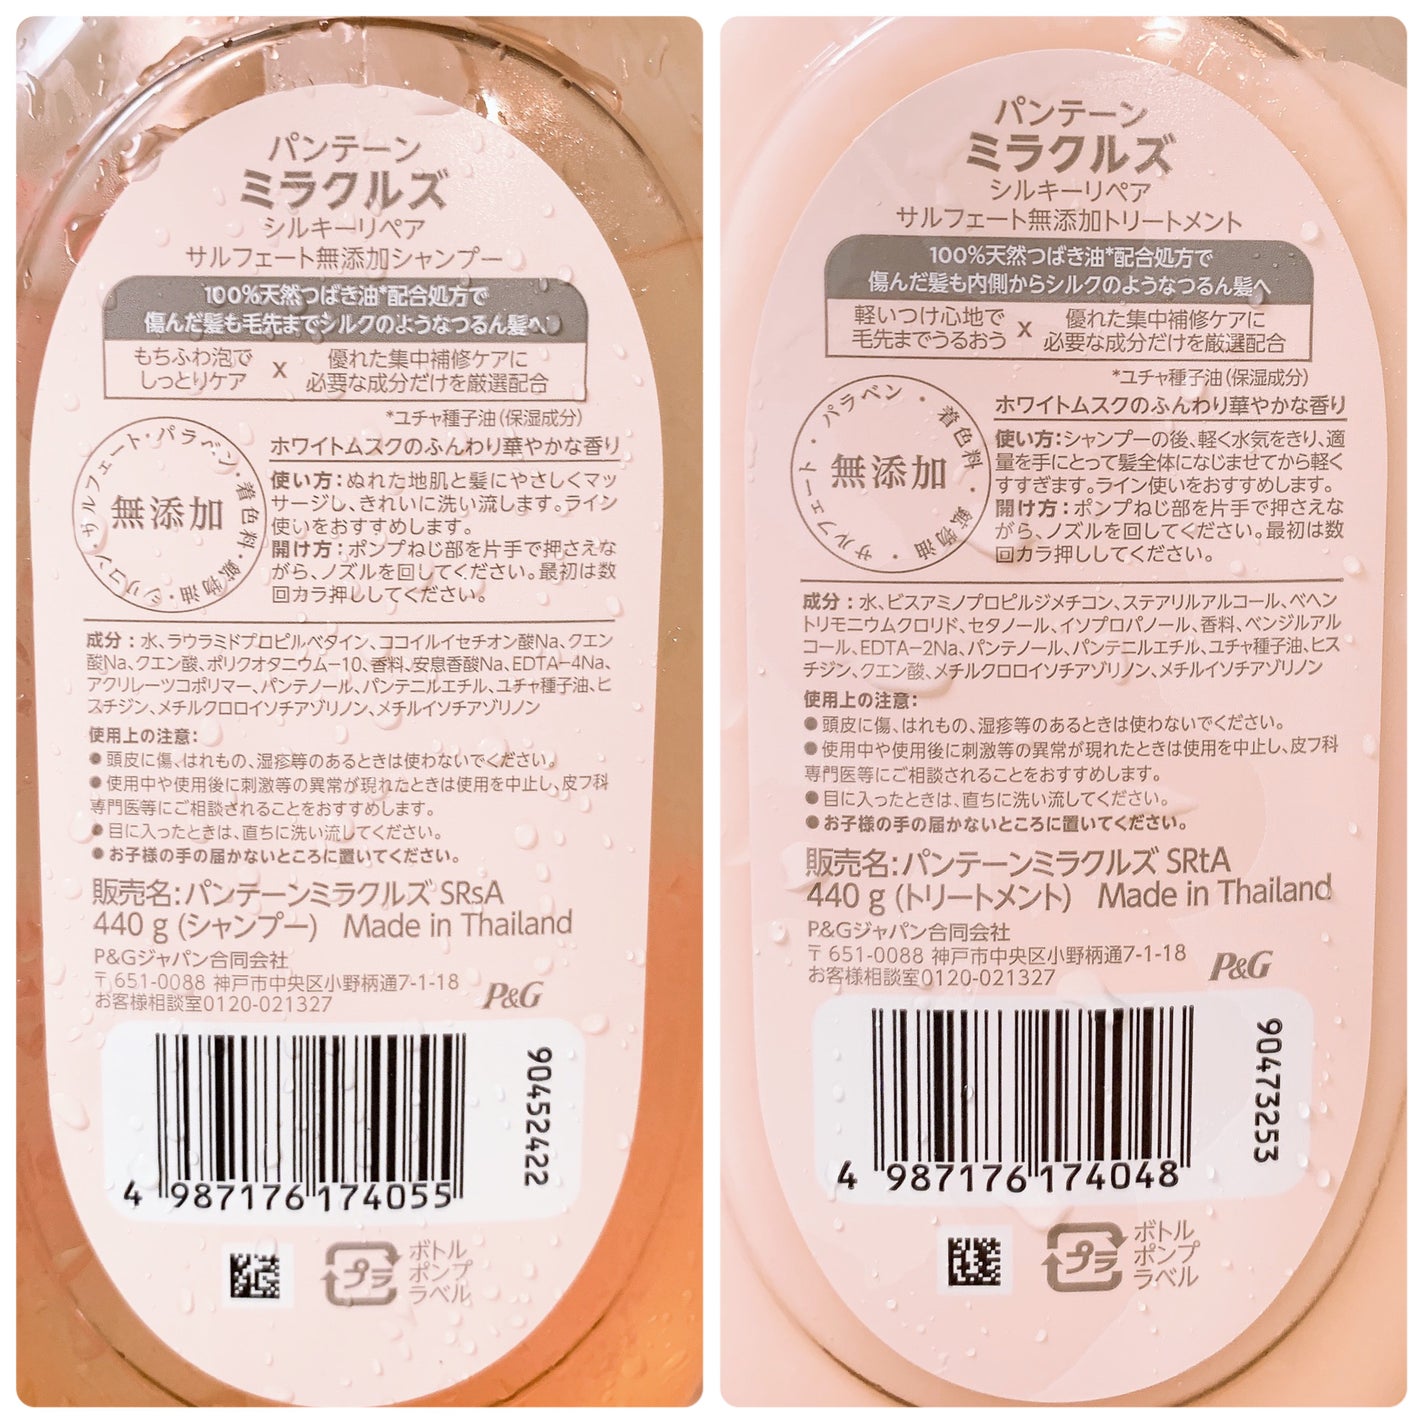 パンテーン
ミラクルズ
シルキーリペア
サルフェート無添加シャンプー
100%天然つばき油*配合処方で
傷んだ髪も毛先までシルクのようなつるん髪へ
もちふわ泡で
しっとりケア
x
優れた集中補修ケアに
必要な成分だけを厳選配合
*ユチャ種子油(保湿成分)
ホワイトムスクのふんわり華やかな香り
サルフェート・パラベン・着色料・鉱物油・シリコン・
無添加
使い方:ぬれた地肌と髪にやさしくマッ
サージし、きれいに洗い流します。ライン
使いをおすすめします。
開け方:ポンプねじ部を片手で押さえな
がら、ノズルを回してください。最初は数
回カラ押ししてください。
成分:水、ラウラミドプロピルベタイン、ココイルイセチオン酸Na、クエン
酸Na、クエン酸、ポリクオタニウム-10、香料、安息香酸Na、EDTA-4Na、
アクリレーツコポリマー、パンテノール、パンテニルエチル、ユチャ種子油、ヒ
スチジン、メチルクロロイソチアゾリノン、メチルイソチアゾリノン
使用上の注意:
●頭皮に傷、はれもの、湿疹等のあるときは使わないでください。
●使用中や使用後に刺激等の異常が現れたときは使用を中止し、皮フ科
専門医等にご相談されることをおすすめします。
●目に入ったときは、直ちに洗い流してください。
●お子様の手の届かないところに置いてください。
販売名:パンテーンミラクルズ SRsA
440 g (シャンプー) Made in Thailand
P&Gジャパン合同会社
〒651-0088 神戸市中央区小野柄通7-1-18
お客様相談室0120-021327
P&G
4 987176 174055
90452422
プラ
ボトル
ポンプ
ラベル
パンテーン
ミラクルズ
シルキーリペア
サルフェート無添加トリートメント
100%天然つばき油*配合処方で
傷んだ髪も内側からシルクのようなつるん髪へ
軽いつけ心地で
毛先までうるおう
x
優れた集中補修ケアに
必要な成分だけを厳選配合
*ユチャ種子油(保湿成分)
ホワイトムスクのふんわり華やかな香り
サルフェート・パラベン・着色料・鉱物油・
無添加
使い方:シャンプーの後、軽く水気をきり、適
量を手にとって髪全体になじませてから軽く
すすぎます。ライン使いをおすすめします。
開け方:ポンプねじ部を片手で押さえな
がら、ノズルを回してください。最初は数
回カラ押ししてください。
成分:水、ビスアミノプロピルジメチコン、ステアリルアルコール、ベヘン
トリモニウムクロリド、セタノール、イソプロパノール、香料、ベンジルアル
コール、EDTA-2Na、パンテノール、パンテニルエチル、ユチャ種子油、ヒス
チジン、クエン酸、メチルクロロイソチアゾリノン、メチルイソチアゾリノン
使用上の注意:
●頭皮に傷、はれもの、湿疹等のあるときは使わないでください。
●使用中や使用後に刺激等の異常が現れたときは使用を中止し、皮フ科
専門医等にご相談されることをおすすめします。
●目に入ったときは、直ちに洗い流してください。
●お子様の手の届かないところに置いてください。
販売名:パンテーンミラクルズ SRtA
440 g (トリートメント) Made in Thailand
P&Gジャパン合同会社
〒651-0088 神戸市中央区小野柄通7-1-18
お客様相談室0120-021327
P&G
4 987176 174048
90473253
プラ
ボトル
ポンプ
ラベル